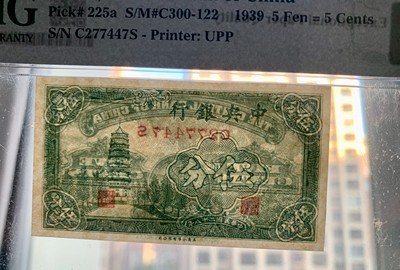 China
Pick# 225a S/M#C300-122 1939 5 Fen = 5 Cents
S/N C277447S - Printer: UPP
中央銀行
C277447S
伍分